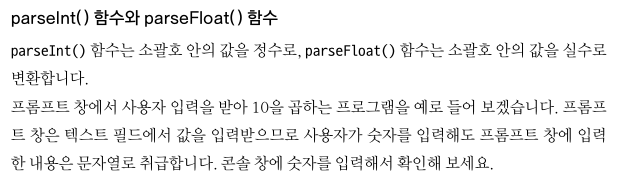 parseInt() 함수와 parseFloat() 함수
parseInt() 함수는 소괄호 안의 값을 정수로, parseFloat() 함수는 소괄호 안의 값을 실수로
변환합니다.
프롬프트 창에서 사용자 입력을 받아 10을 곱하는 프로그램을 예로 들어 보겠습니다. 프롬프
트 창은 텍스트 필드에서 값을 입력받으므로 사용자가 숫자를 입력해도 프롬프트 창에 입력
한 내용은 문자열로 취급합니다. 콘솔 창에 숫자를 입력해서 확인해 보세요.